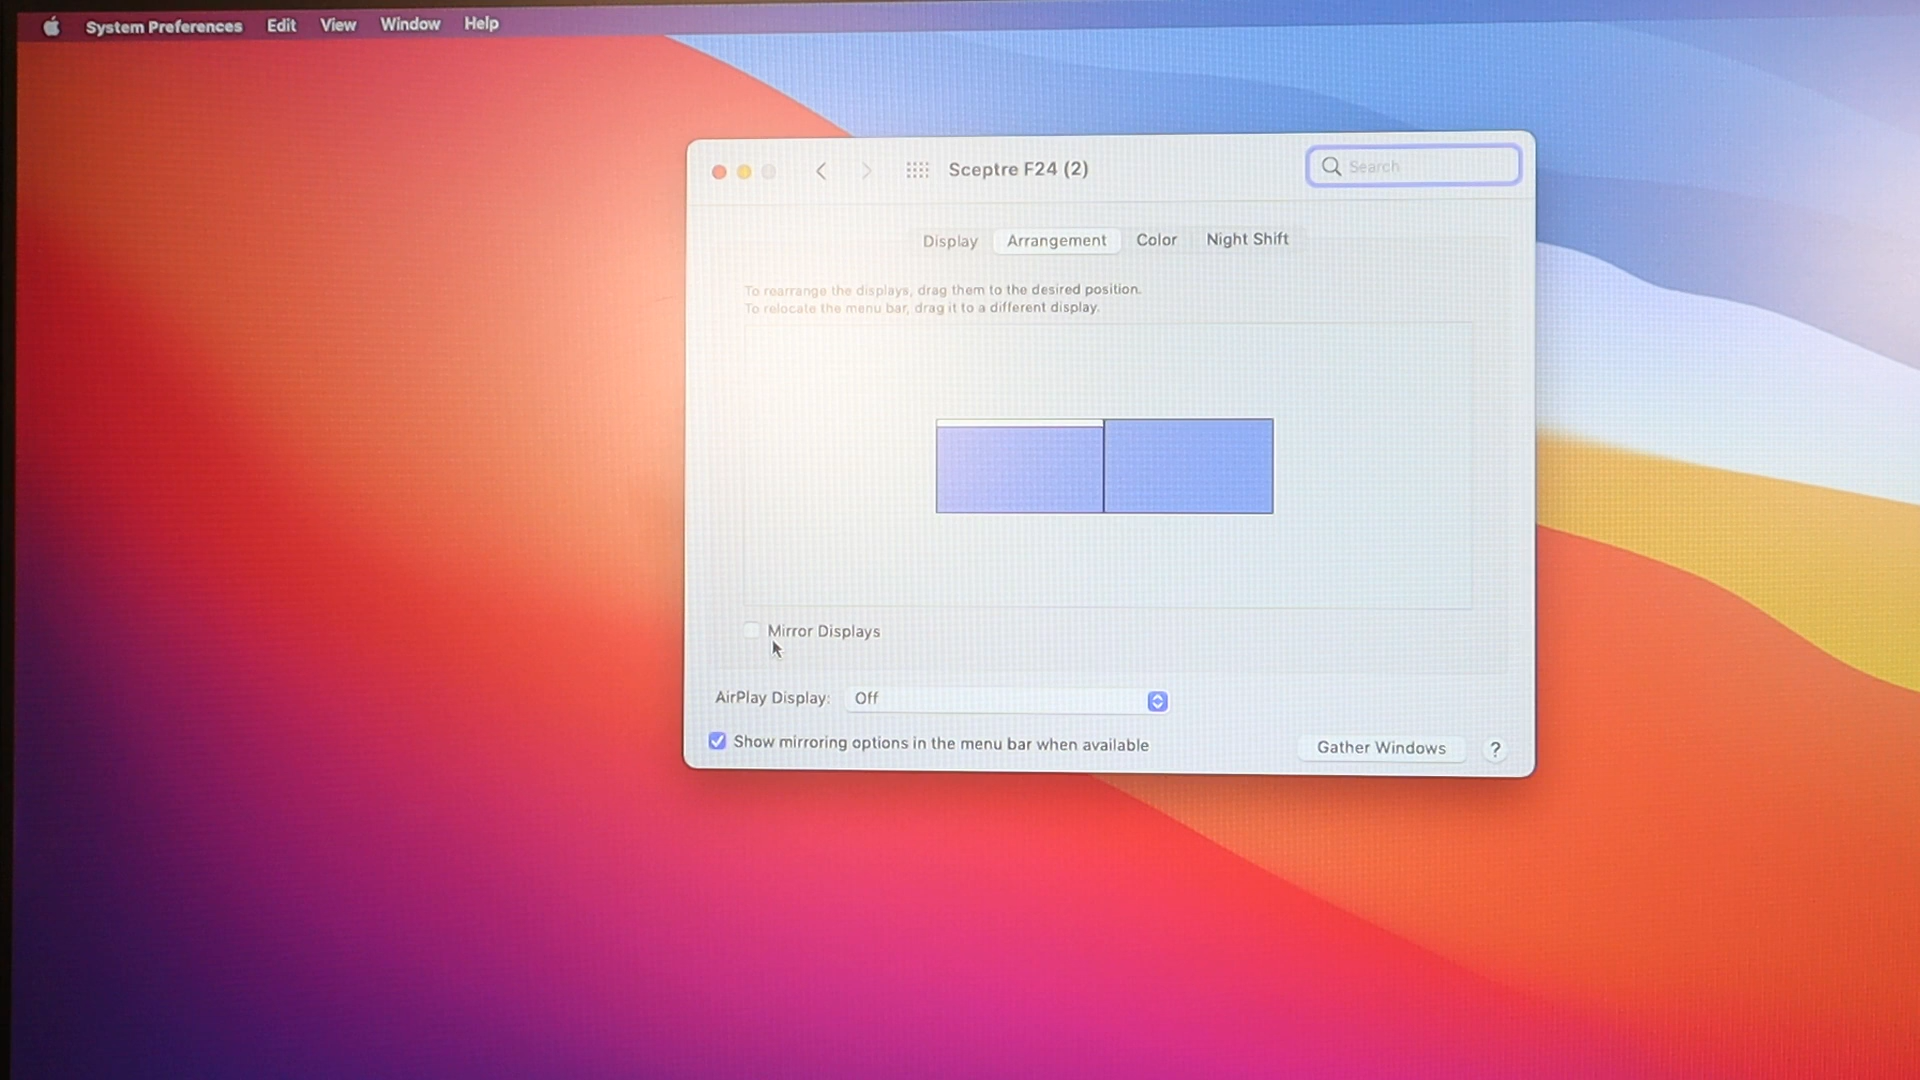 System Preferences Edit View Window Help
Sceptre F24 (2)
Search
Display Arrangement Color Night Shift
To rearrange the displays, drag them to the desired position.
To relocate the menu bar, drag it to a different display.
Mirror Displays
AirPlay Display: Off
Show mirroring options in the menu bar when available
Gather Windows ?